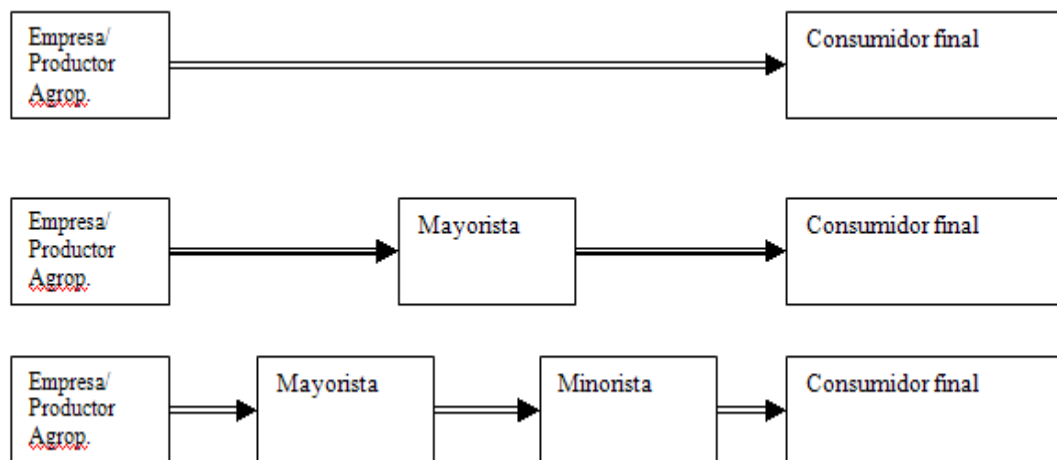 Empresa/
Productor
Agrop.
Consumidor final
Empresa/
Productor
Agrop.
Mayorista
Consumidor final
Empresa/
Productor
Agrop.
Mayorista
Minorista
Consumidor final